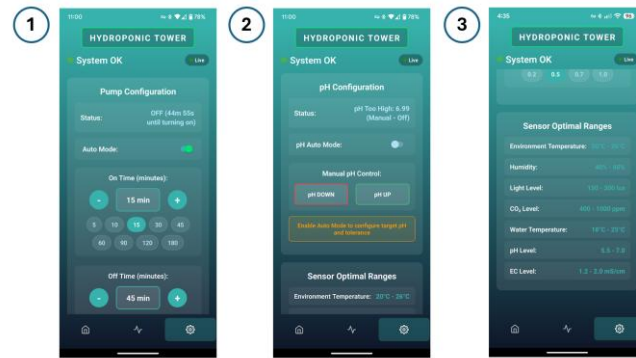 1
11:00
78%
HYDROPONIC TOWER
System OK
Live
Pump Configuration
Status:
OFF (44m 55s
until turning on)
Auto Mode:
On Time (minutes):
-
15 min
+
5 10 15 30 45
60 90 120 180
Off Time (minutes):
-
45 min
+
2
11:00
78%
HYDROPONIC TOWER
System OK
Live
pH Configuration
Status:
pH Too High: 6.99
(Manual - Off)
pH Auto Mode:
Manual pH Control:
pH DOWN
pH UP
Enable Auto Mode to configure target pH
and tolerance
Sensor Optimal Ranges
Environment Temperature: 20°C - 26°C
3
4:35
HYDROPONIC TOWER
System OK
Live
0.3 0.5 0.7 1.0
Sensor Optimal Ranges
Environment Temperature:
Humidity:
Light Level:
CO₂ Level: 400 - 1000 ppm
Water Temperature: 18°C - 25°C
pH Level: 5.5 - 7.0
EC Level: 1.2 - 2.0 mS/cm